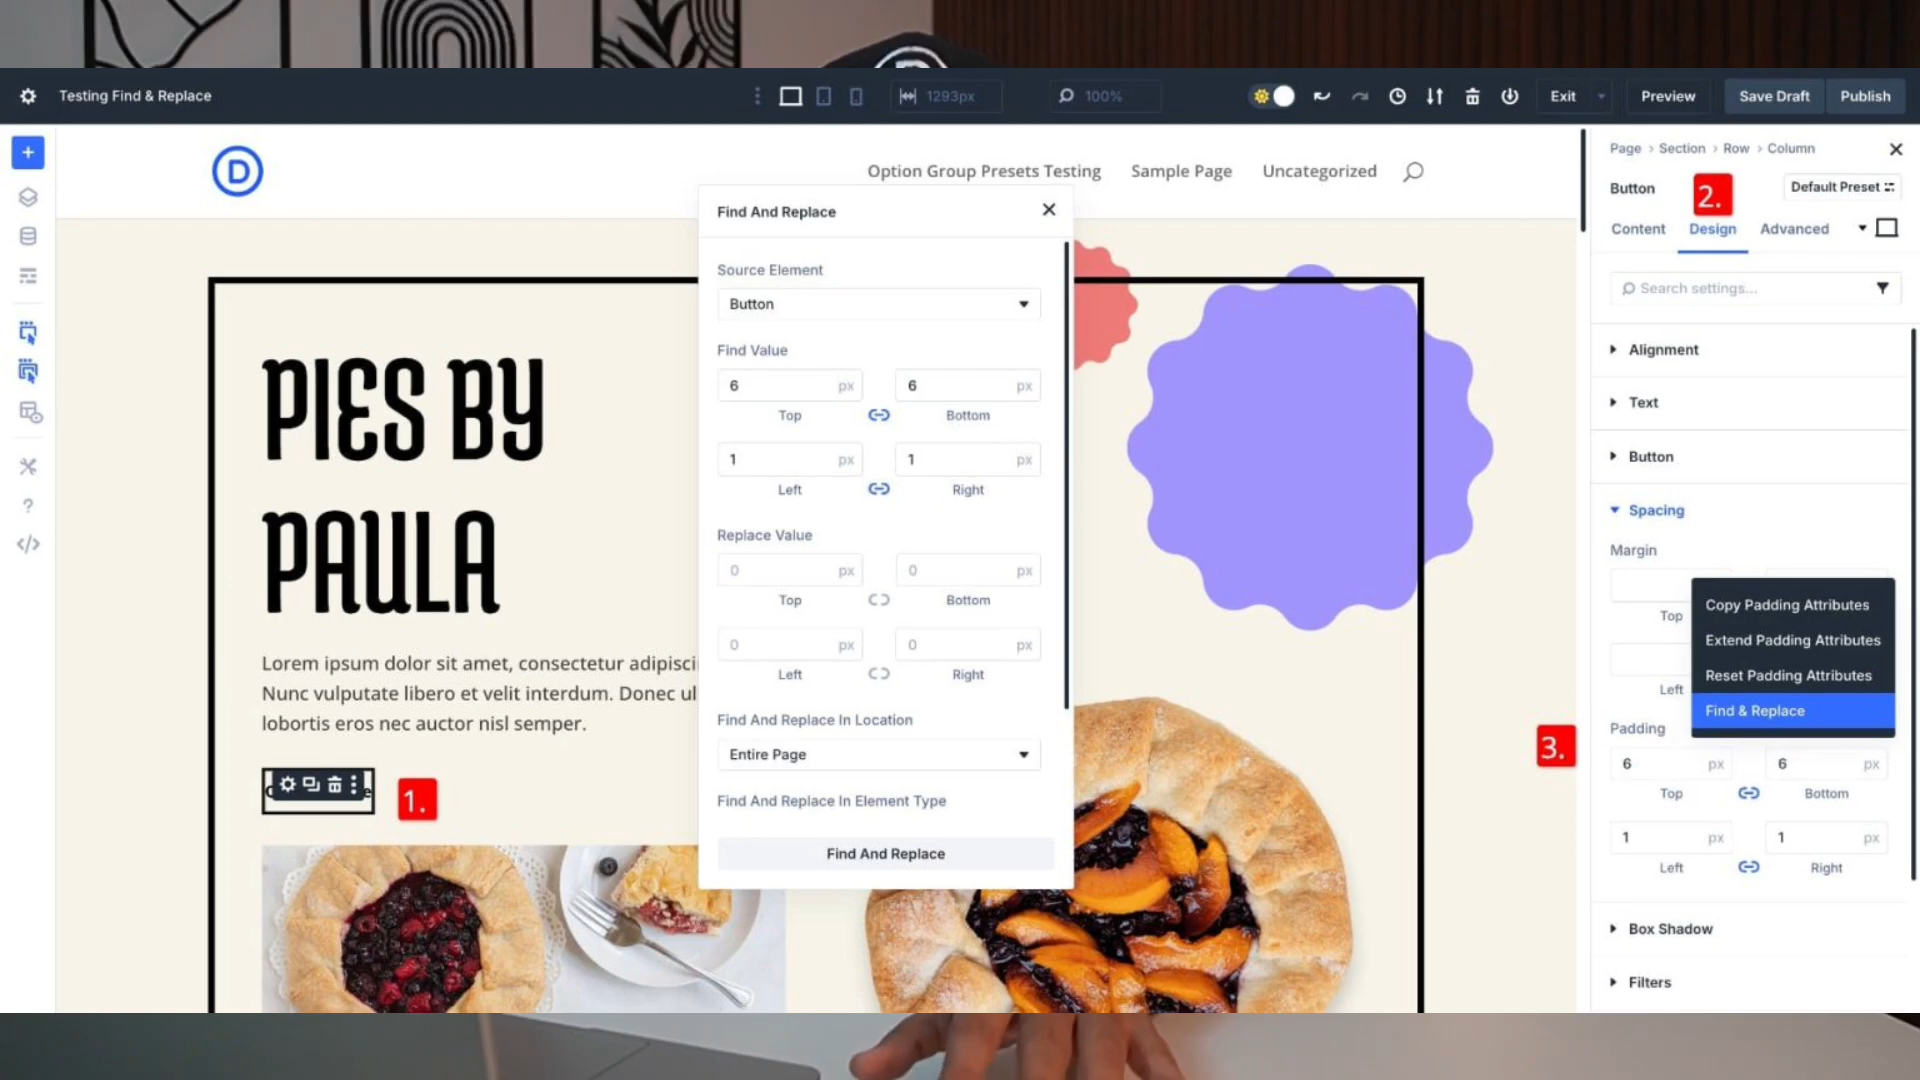 Testing Find & Replace
1293px
100%
Exit
Preview
Save Draft
Publish
D
Option Group Presets Testing
Sample Page
Uncategorized
PIES BY
PAULA
Lorem ipsum dolor sit amet, consectetur adipisci
Nunc vulputate libero et velit interdum. Donec ul
lobortis eros nec auctor nisl semper.
1.
Find And Replace
Source Element
Button
Find Value
6 px
6 px
Top
Bottom
1 px
1 px
Left
Right
Replace Value
0 px
0 px
Top
Bottom
0 px
0 px
Left
Right
Find And Replace In Location
Entire Page
Find And Replace In Element Type
Find And Replace
Page > Section > Row > Column
Button
2.
Default Preset
Content
Design
Advanced
Search settings...
Alignment
Text
Button
Spacing
Margin
Top
Left
Copy Padding Attributes
Extend Padding Attributes
Reset Padding Attributes
Find & Replace
3.
Padding
6 px
6 px
Top
Bottom
1 px
1 px
Left
Right
Box Shadow
Filters